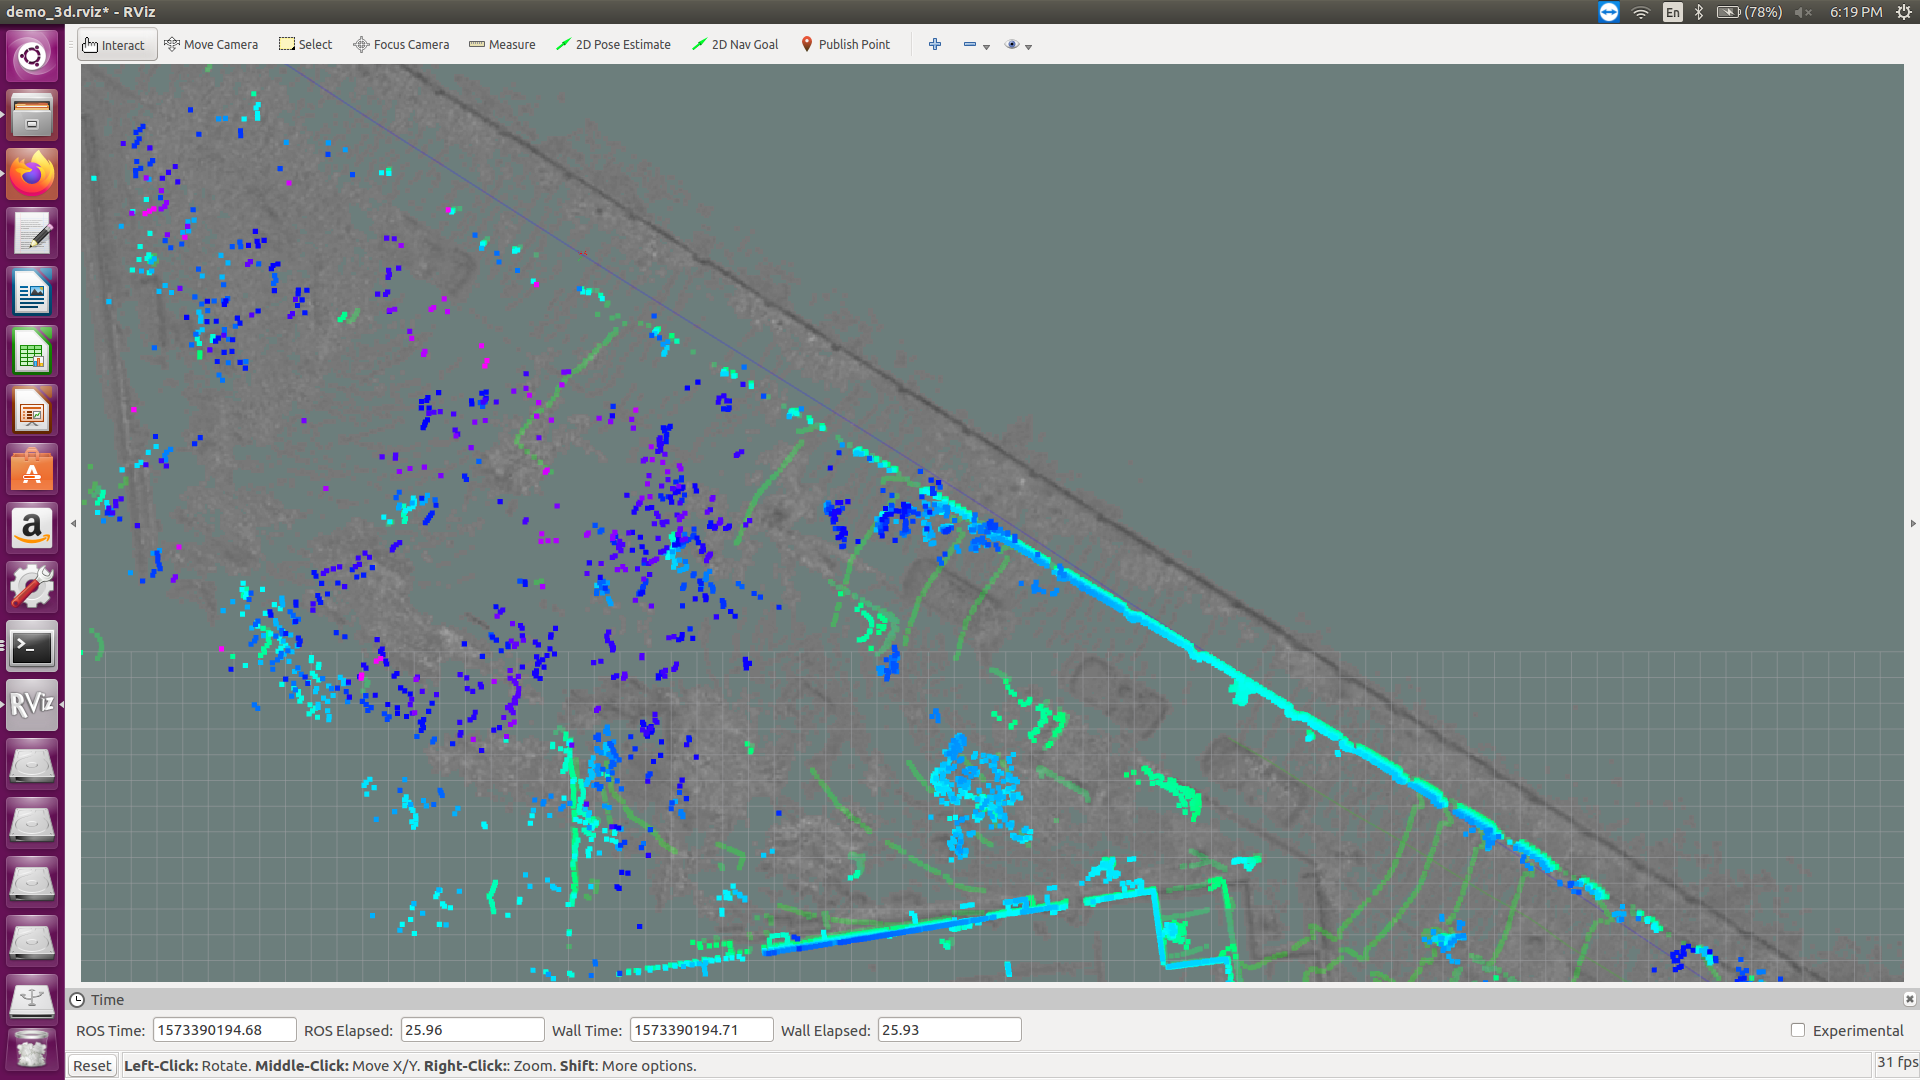 demo_3d.rviz* - RViz
En
(78%)
6:19 PM
Interact
Move Camera
Select
Focus Camera
Measure
2D Pose Estimate
2D Nav Goal
Publish Point
a
RViz
Time
ROS Time: 1573390194.68 ROS Elapsed: 25.96 Wall Time: 1573390194.71 Wall Elapsed: 25.93 Experimental
Reset Left-Click: Rotate. Middle-Click: Move X/Y. Right-Click:: Zoom. Shift: More options. 31 fps